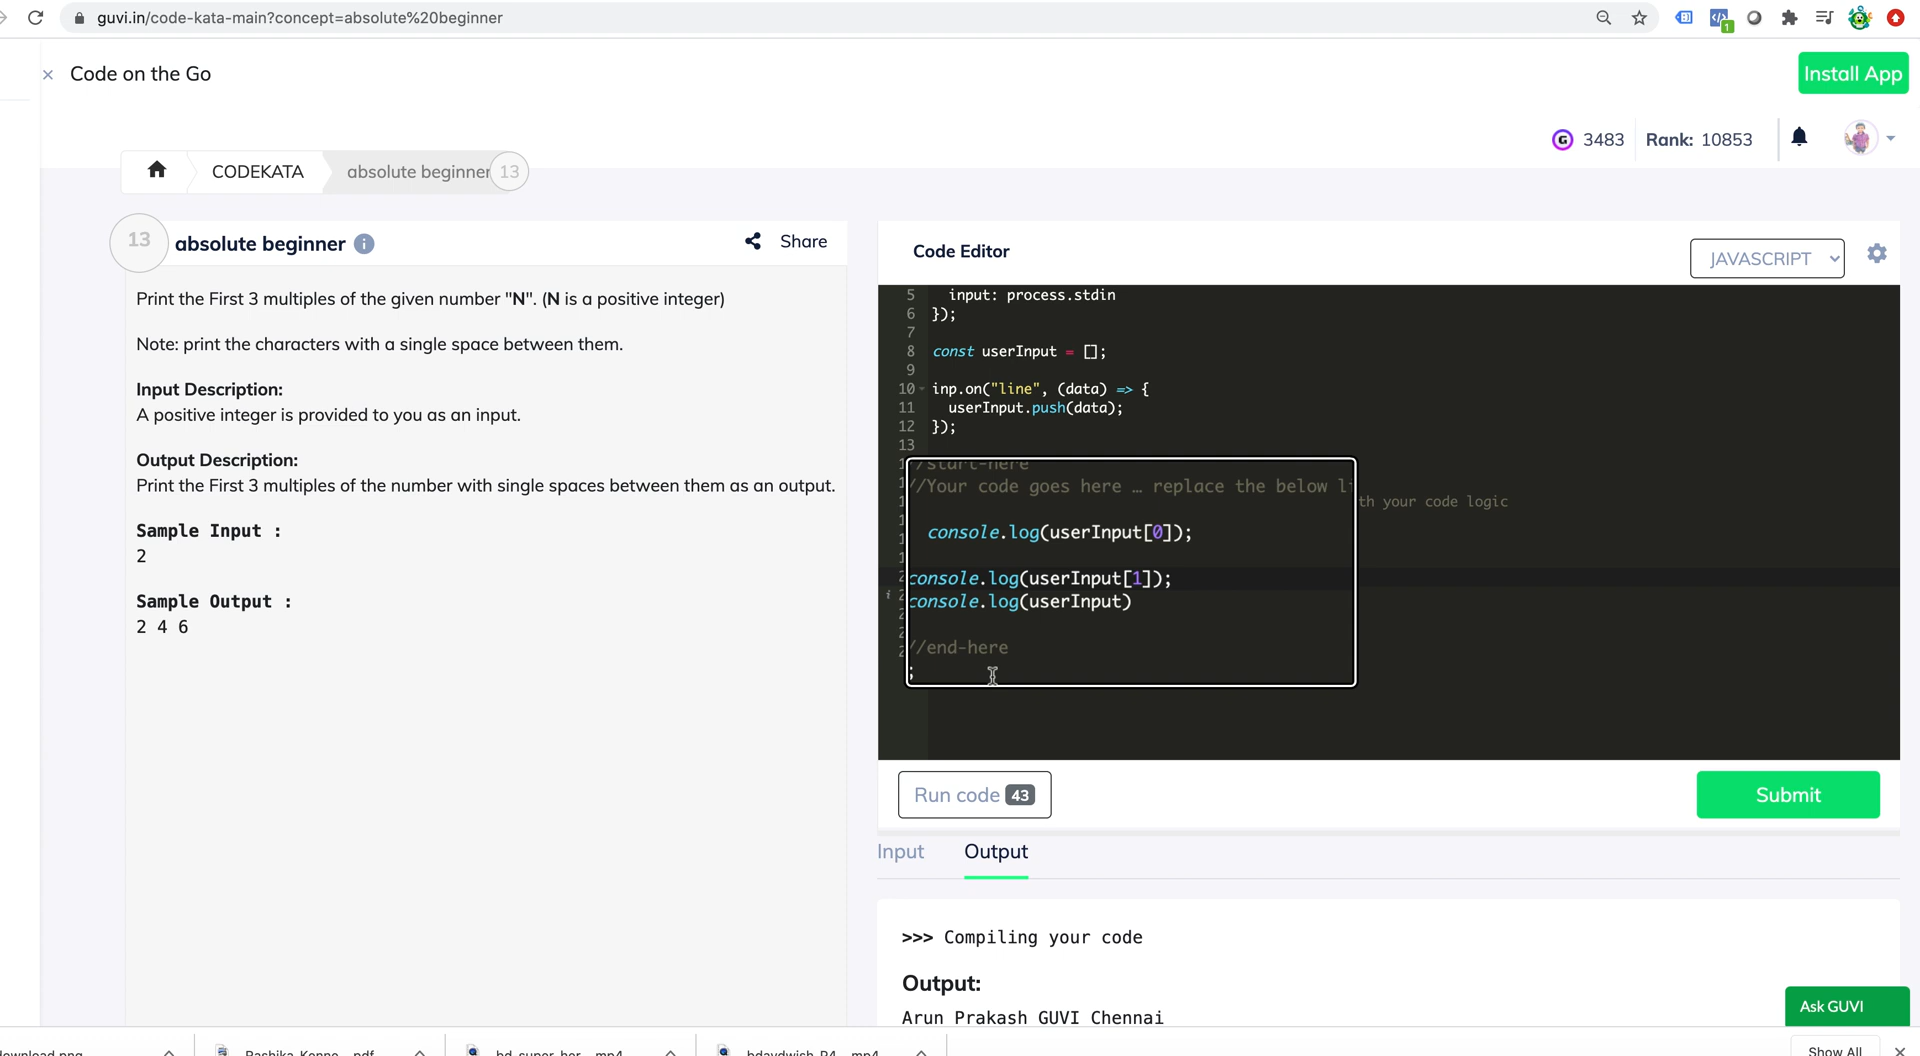 guvi.in/code-kata-main?concept=absolute%20beginner
1
× Code on the Go
Install App
G 3483 Rank: 10853
CODEKATA
absolute beginner 13
13 absolute beginner i
Share
Print the First 3 multiples of the given number "N". (N is a positive integer)
Note: print the characters with a single space between them.
Input Description:
A positive integer is provided to you as an input.
Output Description:
Print the First 3 multiples of the number with single spaces between them as an output.
Sample Input :
2
Sample Output :
2 4 6
Code Editor
JAVASCRIPT
5 input: process.stdin
6 });
7
8 const userInput = [];
9
10 inp.on("line", (data) => {
11 userInput.push(data);
12 });
13
//start-here
//Your code goes here … replace the below li
th your code logic
console.log(userInput[0]);
console.log(userInput[1]);
console.log(userInput)
//end-here
;
Run code 43
Submit
Input Output
>>> Compiling your code
Output:
Arun Prakash GUVI Chennai
Ask GUVI
Show All